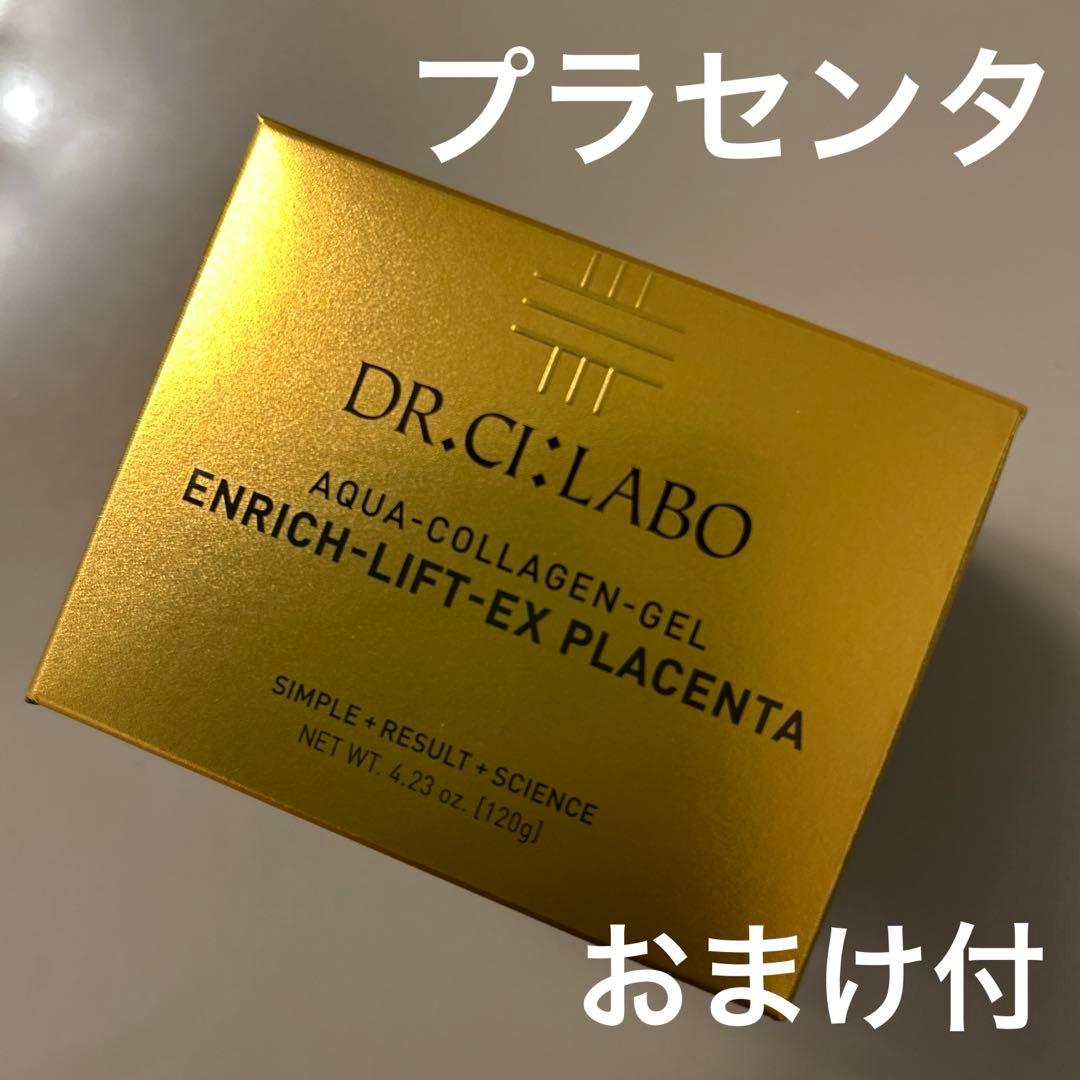 プラセンタ
DR.CI:LABO
AQUA-COLLAGEN-GEL
ENRICH-LIFT-EX PLACENTA
SIMPLE+RESULT+SCIENCE
NET WT. 4.23 oz. [120g]
おまけ付